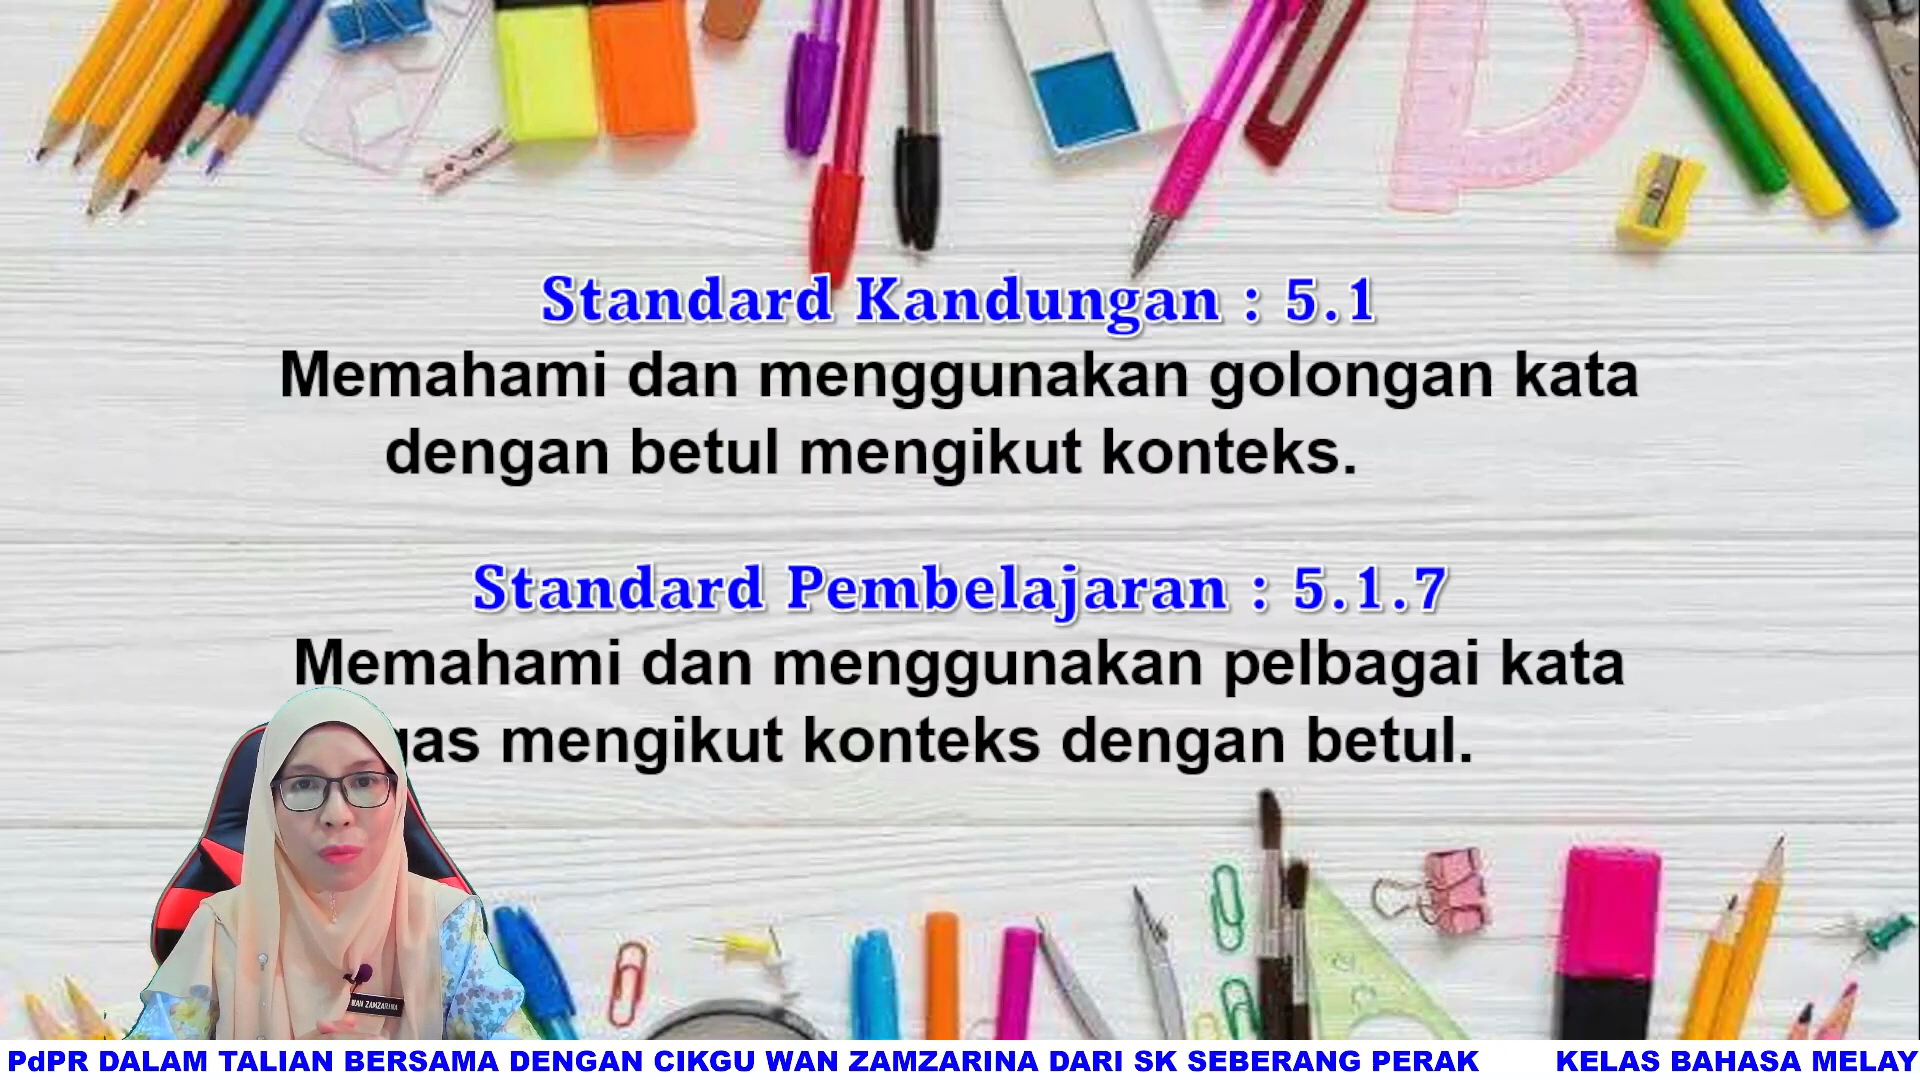 Standard Kandungan : 5.1
Memahami dan menggunakan golongan kata
dengan betul mengikut konteks.
Standard Pembelajaran : 5.1.7
Memahami dan menggunakan pelbagai kata
mengikut konteks dengan betul.
WAN ZAMZARINA
PdPR DALAM TALIAN BERSAMA DENGAN CIKGU WAN ZAMZARINA DARI SK SEBERANG PERAK KELAS BAHASA MELAY